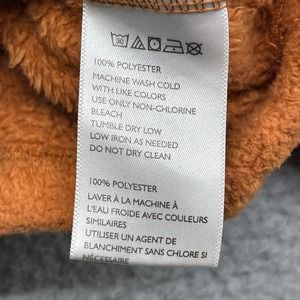 100% POLYESTER
MACHINE WASH COLD
WITH LIKE COLORS
USE ONLY NON-CHLORINE
BLEACH
TUMBLE DRY LOW
LOW IRON AS NEEDED
DO NOT DRY CLEAN
100% POLYESTER
LAVER À LA MACHINE À
L'EAU FROIDE AVEC COULEURS
SIMILAIRES
UTILISER UN AGENT DE
BLANCHIMENT SANS CHLORE SI
NÉCESSAIRE